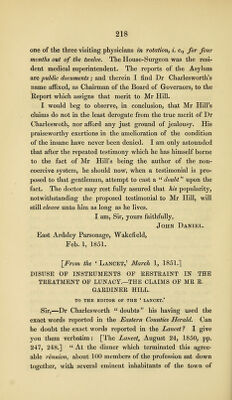 218
one of the three visiting physicians in rotation, i. e., for four
months out of the twelve. The House-Surgeon was the resi-
dent medical superintendent. The reports of the Asylum
are public documents; and therein I find Dr Charlesworth's
name affixed, as Chairman of the Board of Governors, to the
Report which assigns that merit to Mr Hill.
I would beg to observe, in conclusion, that Mr Hill's
claims do not in the least derogate from the true merit of Dr
Charlesworth, nor afford any just ground of jealousy. His
praiseworthy exertions in the amelioration of the condition
of the insane have never been denied. I am only astounded
that after the repeated testimony which he has himself borne
to the fact of Mr Hill's being the author of the non-
coercive system, he should now, when a testimonial is pro-
posed to that gentleman, attempt to cast a "doubt" upon the
fact. The doctor may rest fully assured that his popularity,
notwithstanding the proposed testimonial to Mr Hill, will
still cleave unto him as long as he lives.
I am, Sir, yours faithfully,
John Daniel.
East Ardsley Parsonage, Wakefield,
Feb. 1, 1851.
[From the 'Lancet,' March 1, 1851.]
DISUSE OF INSTRUMENTS OF RESTRAINT IN THE
TREATMENT OF LUNACY.—THE CLAIMS OF MR R.
GARDINER HILL.
TO THE EDITOR OF THE 'LANCET.'
Sir,—Dr Charlesworth "doubts" his having used the
exact words reported in the Eastern Counties Herald. Can
he doubt the exact words reported in the Lancet? I give
you them verbatim: [The Lancet, August 24, 1850, pp.
247, 248.] "At the dinner which terminated this agree-
able réunion, about 100 members of the profession sat down
together, with several eminent inhabitants of the town of